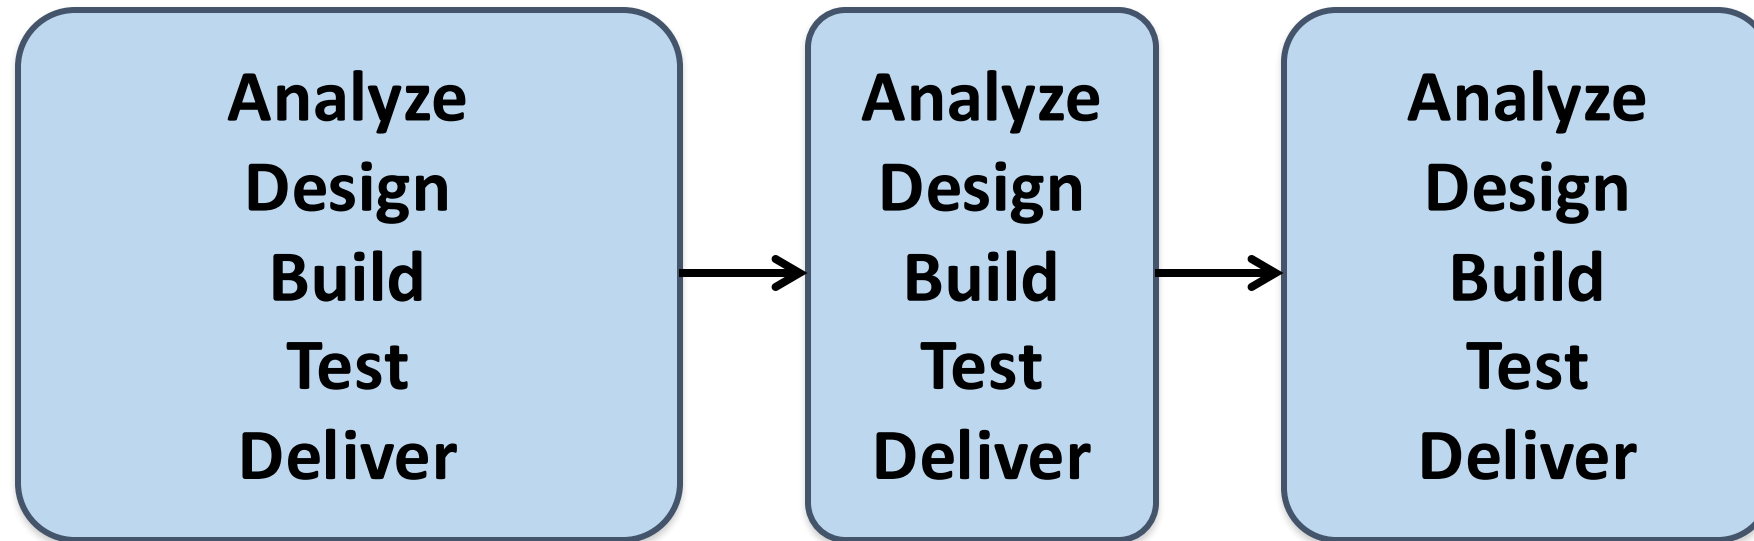 Analyze
Design
Build
Test
Deliver
Analyze
Design
Build
Test
Deliver
Analyze
Design
Build
Test
Deliver